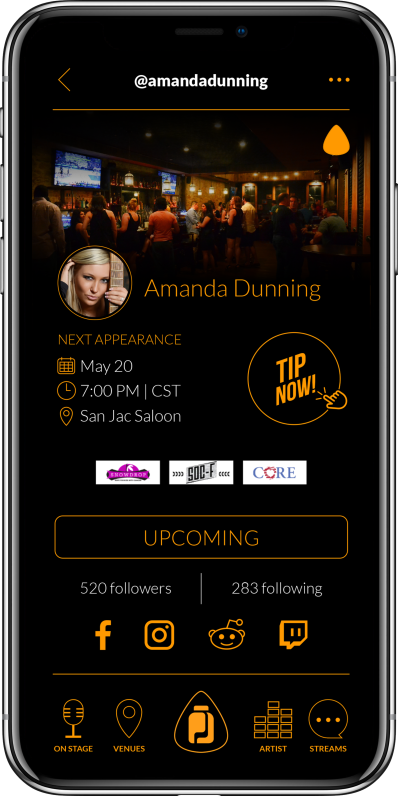 @amandadunning
Amanda Dunning
NEXT APPEARANCE
May 20
7:00 PM | CST
San Jac Saloon
TIP
NOW!
SHOWDROP
SOC-F
CORE
UPCOMING
520 followers
283 following
ON STAGE
VENUES
ARTIST
STREAMS